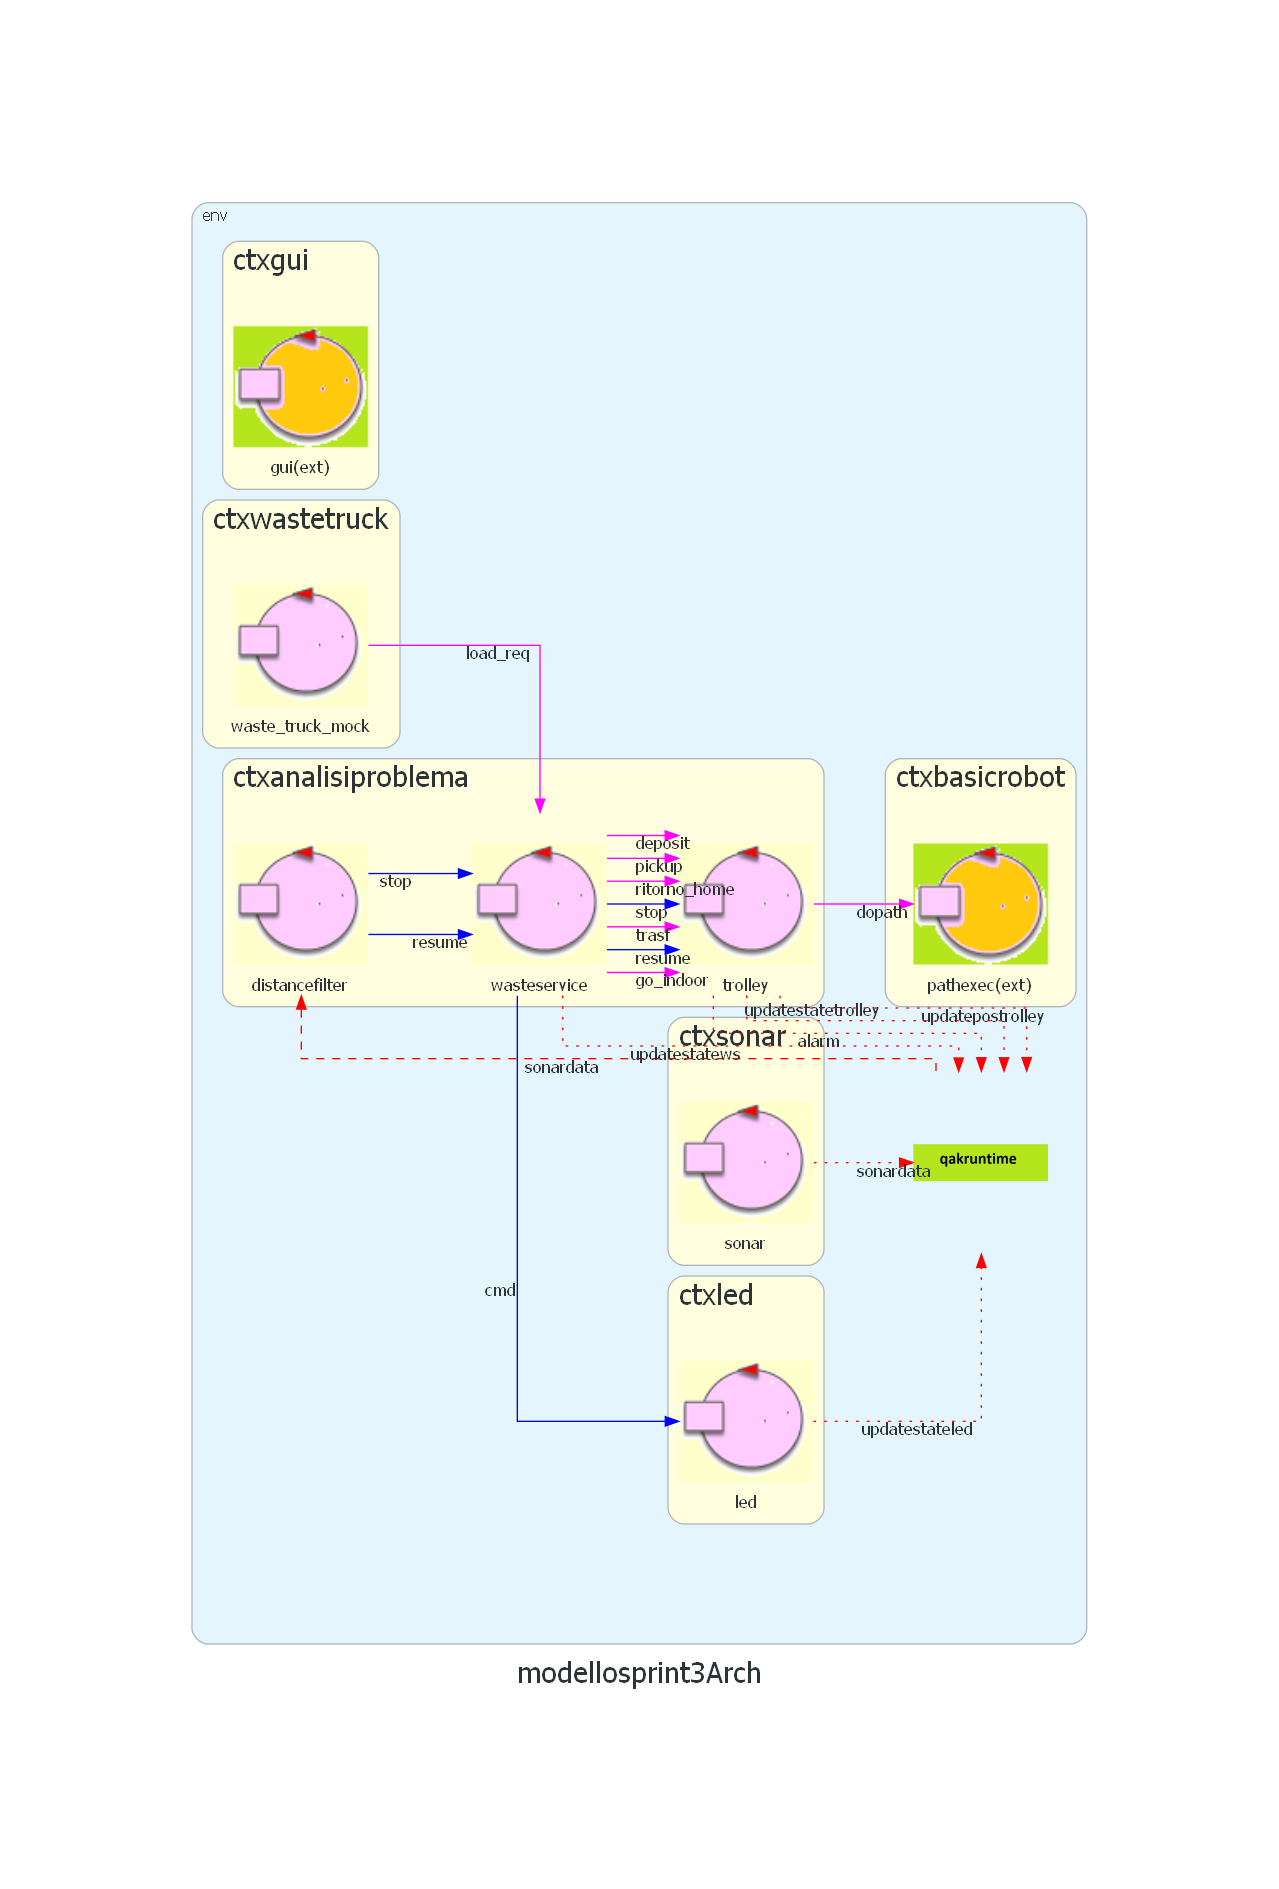 env
ctxgui
gui(ext)
ctxwastetruck
load_req
waste_truck_mock
ctxanalisiproblema
ctxbasicrobot
deposit
pickup
stop
ritorno_home
stop
dopath
trasf
resume
resume
go_indoor
distancefilter
wasteservice
trolley
pathexec(ext)
updatestatetrolley
updatepostrolley
ctxsonar
alarm
updatestatews
sonardata
qakruntime
sonardata
sonar
cmd
ctxled
updatestateled
led
modellosprint3Arch